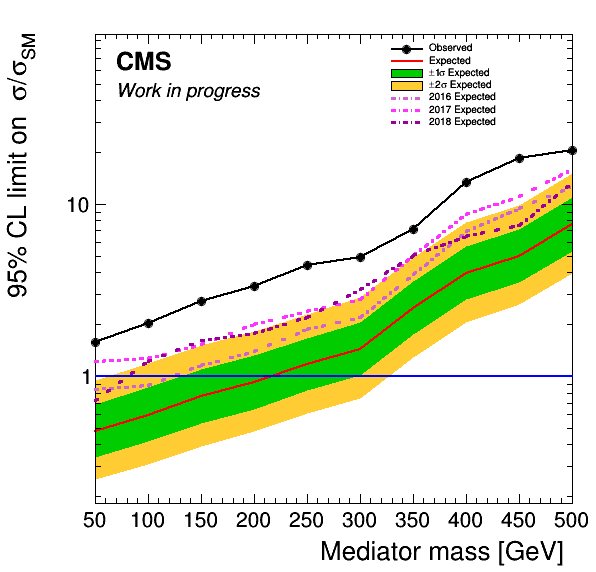 CMS
Work in progress
Observed
Expected
±1σ Expected
±2σ Expected
2016 Expected
2017 Expected
2018 Expected
95% CL limit on σ/σSM
10
1
50 100 150 200 250 300 350 400 450 500
Mediator mass [GeV]